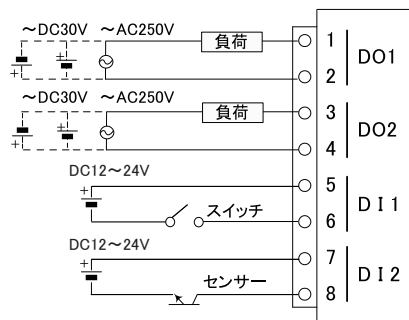 ～DC30V ～AC250V
負荷
1
2
DO1
～DC30V ～AC250V
負荷
3
4
DO2
DC12～24V
スイッチ
5
6
DI1
DC12～24V
センサー
7
8
DI2